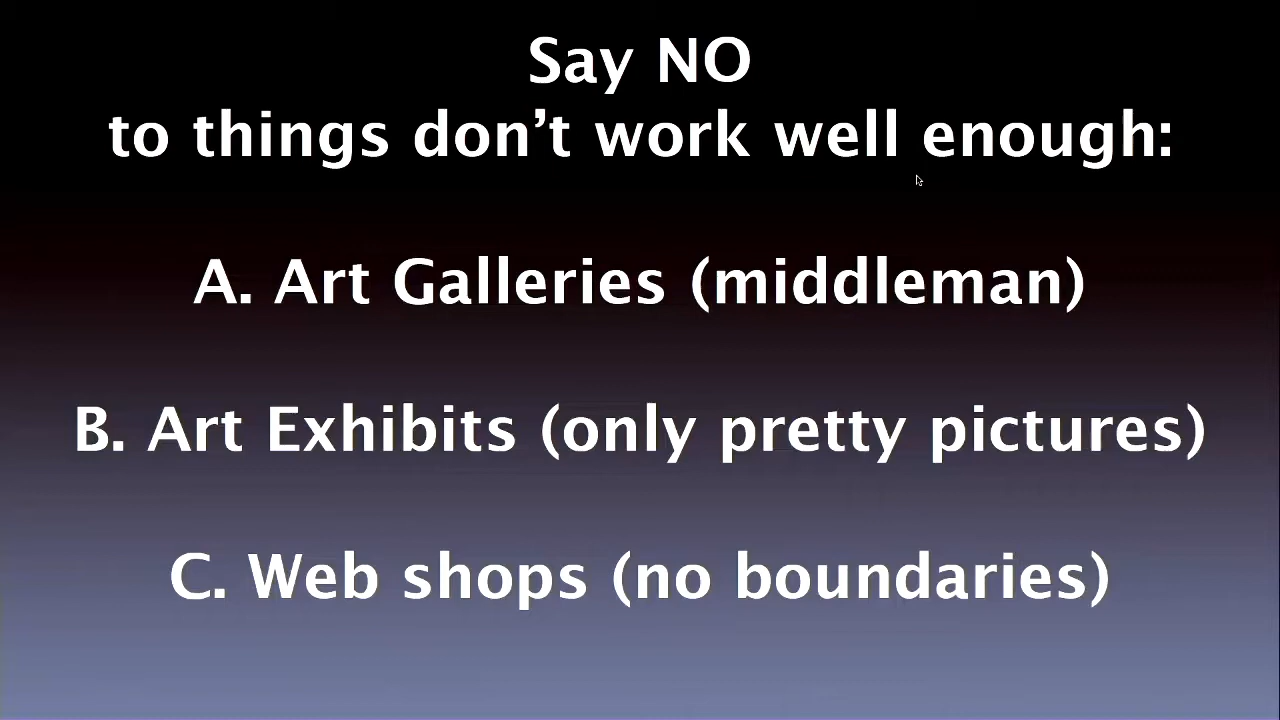 Say NO
to things don’t work well enough:
A. Art Galleries (middleman)
B. Art Exhibits (only pretty pictures)
C. Web shops (no boundaries)